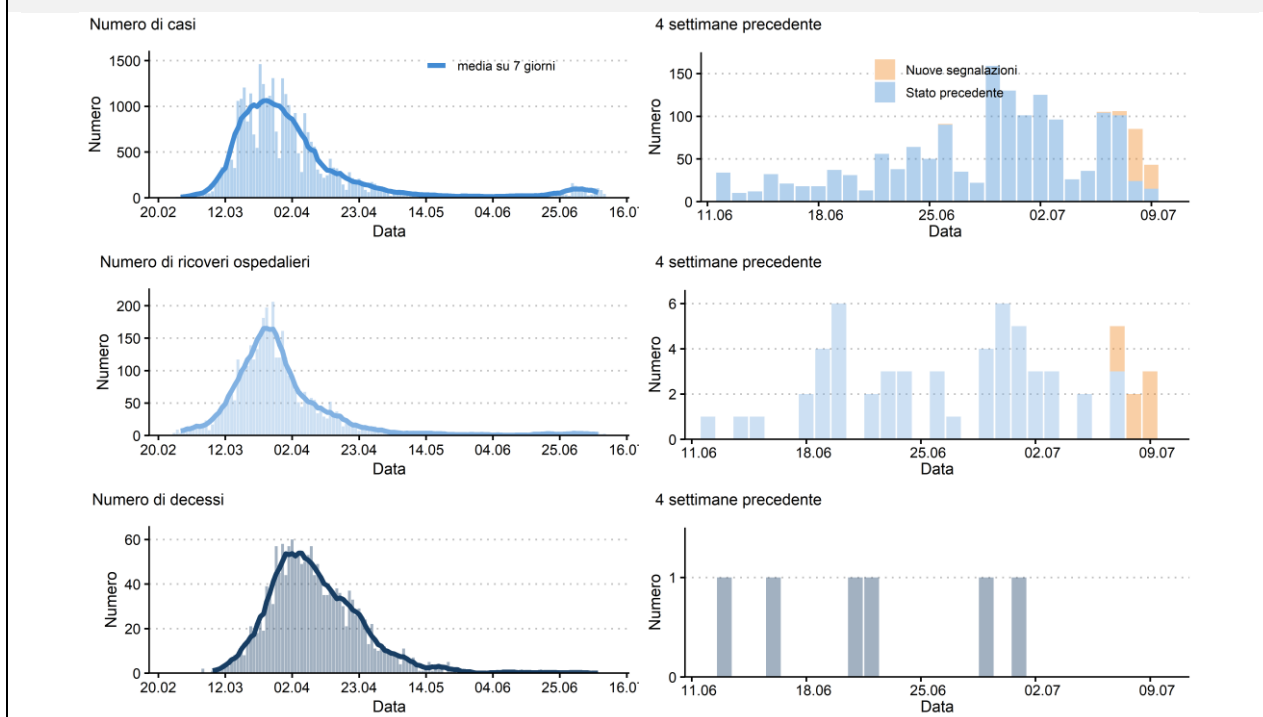 Numero di casi
4 settimane precedente
media su 7 giorni
Numero
1500
1000
500
0
20.02 12.03 02.04 23.04 14.05 04.06 25.06 16.0
Data
Nuove segnalazioni
Stato precedente
Numero
150
100
50
0
11.06 18.06 25.06 02.07 09.07
Data
Numero di ricoveri ospedalieri
4 settimane precedente
Numero
200
150
100
50
0
20.02 12.03 02.04 23.04 14.05 04.06 25.06 16.0
Data
Numero
6
4
2
0
11.06 18.06 25.06 02.07 09.07
Data
Numero di decessi
4 settimane precedente
Numero
60
40
20
0
20.02 12.03 02.04 23.04 14.05 04.06 25.06 16.0
Data
Numero
1
0
11.06 18.06 25.06 02.07 09.07
Data